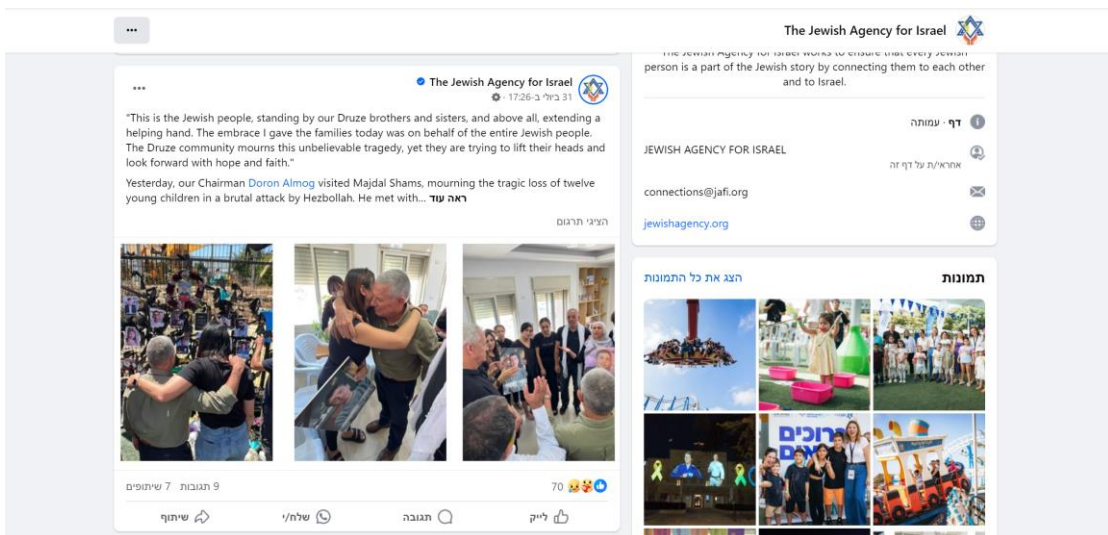 The Jewish Agency for Israel
The Jewish Agency for Israel works to ensure that every Jewish
person is a part of the Jewish story by connecting them to each other
and to Israel.
דף · עמותה
JEWISH AGENCY FOR ISRAEL
אחראי/ת על דף זה
connections@jafi.org
jewishagency.org
תמונות
הצג את כל התמונות
ברוכים
The Jewish Agency for Israel
31 ביולי ב-17:26 ·
"This is the Jewish people, standing by our Druze brothers and sisters, and above all, extending a
helping hand. The embrace I gave the families today was on behalf of the entire Jewish people.
The Druze community mourns this unbelievable tragedy, yet they are trying to lift their heads and
look forward with hope and faith."
Yesterday, our Chairman Doron Almog visited Majdal Shams, mourning the tragic loss of twelve
young children in a brutal attack by Hezbollah. He met with... ראה עוד
הציגי תרגום
70
9 תגובות 7 שיתופים
לייק
תגובה
שלח/י
שיתוף